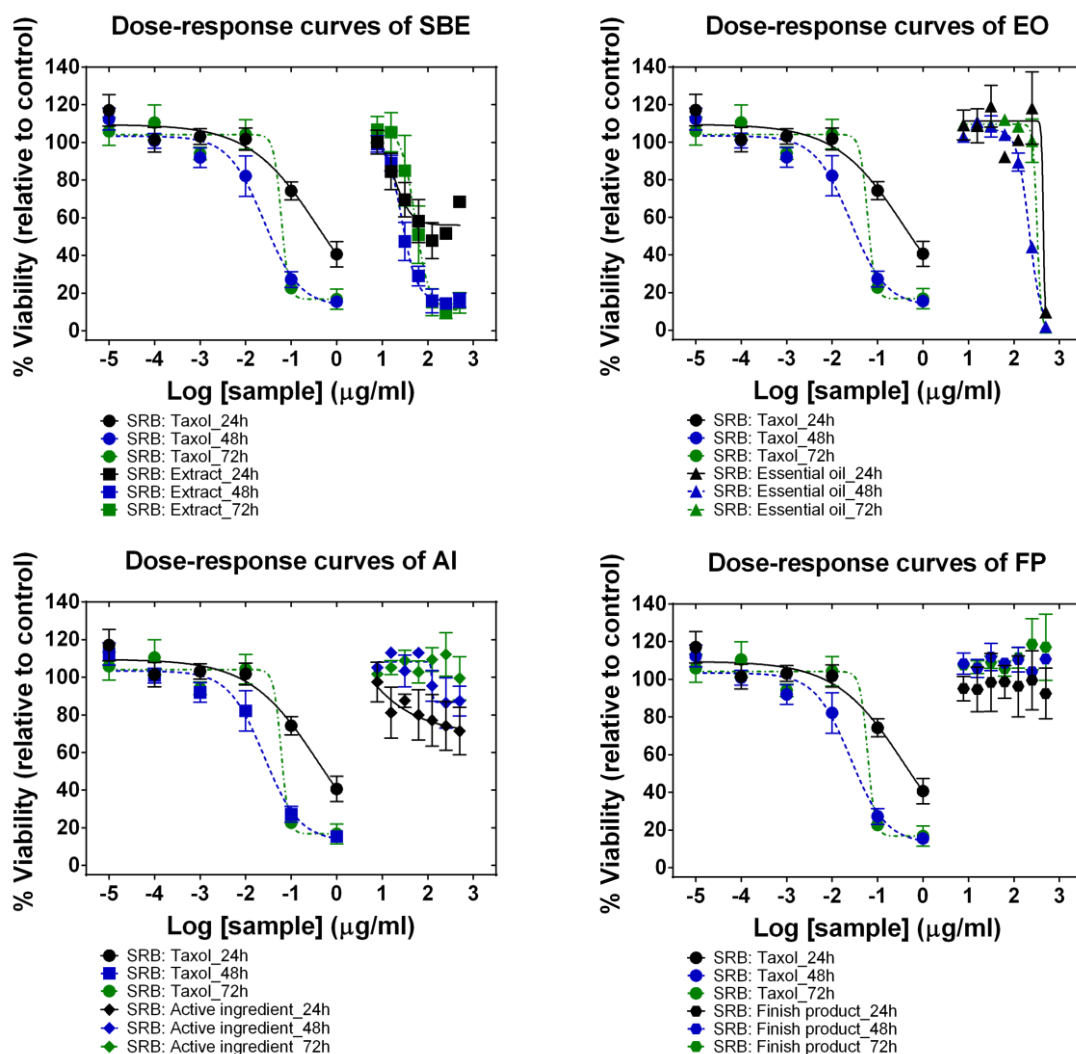 Dose-response curves of SBE
% Viability (relative to control)
140
120
100
80
60
40
20
0
-5 -4 -3 -2 -1 0 1 2 3
Log [sample] (μg/ml)
SRB: Taxol_24h
SRB: Taxol_48h
SRB: Taxol_72h
SRB: Extract_24h
SRB: Extract_48h
SRB: Extract_72h
Dose-response curves of EO
% Viability (relative to control)
140
120
100
80
60
40
20
0
-5 -4 -3 -2 -1 0 1 2 3
Log [sample] (μg/ml)
SRB: Taxol_24h
SRB: Taxol_48h
SRB: Taxol_72h
SRB: Essential oil_24h
SRB: Essential oil_48h
SRB: Essential oil_72h
Dose-response curves of AI
% Viability (relative to control)
140
120
100
80
60
40
20
0
-5 -4 -3 -2 -1 0 1 2 3
Log [sample] (μg/ml)
SRB: Taxol_24h
SRB: Taxol_48h
SRB: Taxol_72h
SRB: Active ingredient_24h
SRB: Active ingredient_48h
SRB: Active ingredient_72h
Dose-response curves of FP
% Viability (relative to control)
140
120
100
80
60
40
20
0
-5 -4 -3 -2 -1 0 1 2 3
Log [sample] (μg/ml)
SRB: Taxol_24h
SRB: Taxol_48h
SRB: Taxol_72h
SRB: Finish product_24h
SRB: Finish product_48h
SRB: Finish product_72h